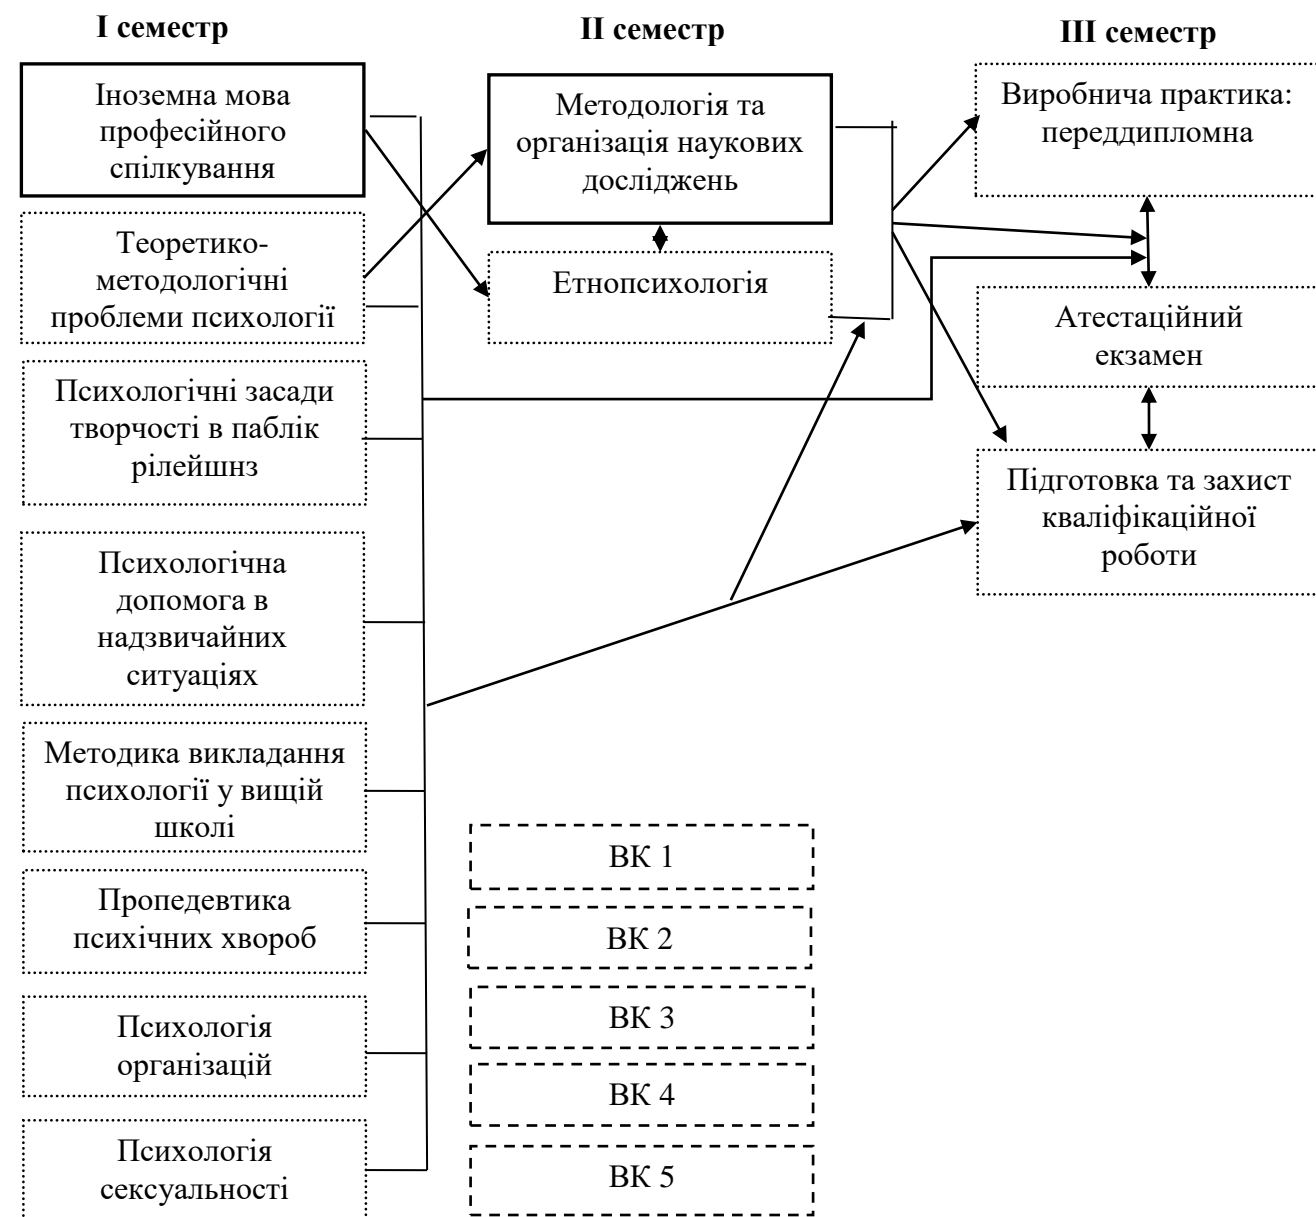 І семестр
ІІ семестр
ІІІ семестр
Іноземна мова
професійного
спілкування
Теоретико-
методологічні
проблеми психології
Психологічні засади
творчості в паблік
рілейшнз
Психологічна
допомога в
надзвичайних
ситуаціях
Методика викладання
психології у вищій
школі
Пропедевтика
психічних хвороб
Психологія
організацій
Психологія
сексуальності
Методологія та
організація наукових
досліджень
Етнопсихологія
ВК 1
ВК 2
ВК 3
ВК 4
ВК 5
Виробнича практика:
переддипломна
Атестаційний
екзамен
Підготовка та захист
кваліфікаційної
роботи